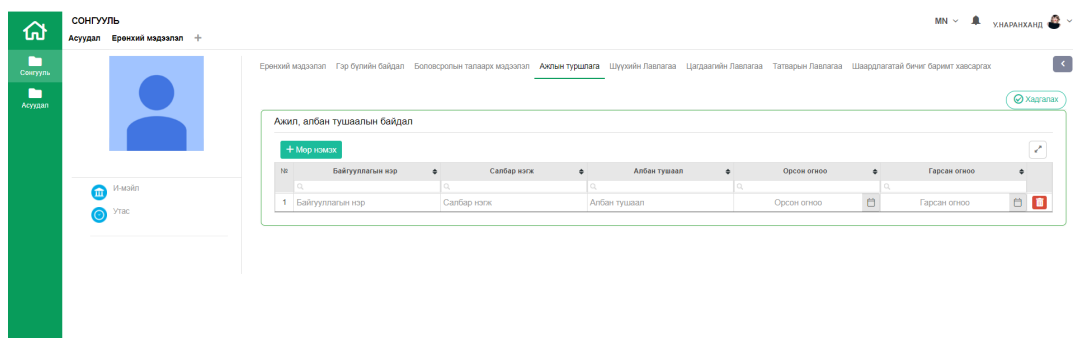 СОНГУУЛЬ
MN
У.НАРАНХАНД
Асуудал Ерөнхий мэдээлэл +
Сонгууль
Асуудал
Ерөнхий мэдээлэл Гэр бүлийн байдал Боловсролын талаарх мэдээлэл Ажлын туршлага Шүүхийн Лавлагаа Цагдаагийн Лавлагаа Татварын Лавлагаа Шаардлагатай бичиг баримт хавсаргах
Хадгалах
Ажил, албан тушаалын байдал
+ Мөр нэмэх
№ Байгууллагын нэр Салбар нэгж Албан тушаал Орсон огноо Гарсан огноо
1 Байгууллагын нэр Салбар нэгж Албан тушаал Орсон огноо Гарсан огноо
И-мэйл
Утас